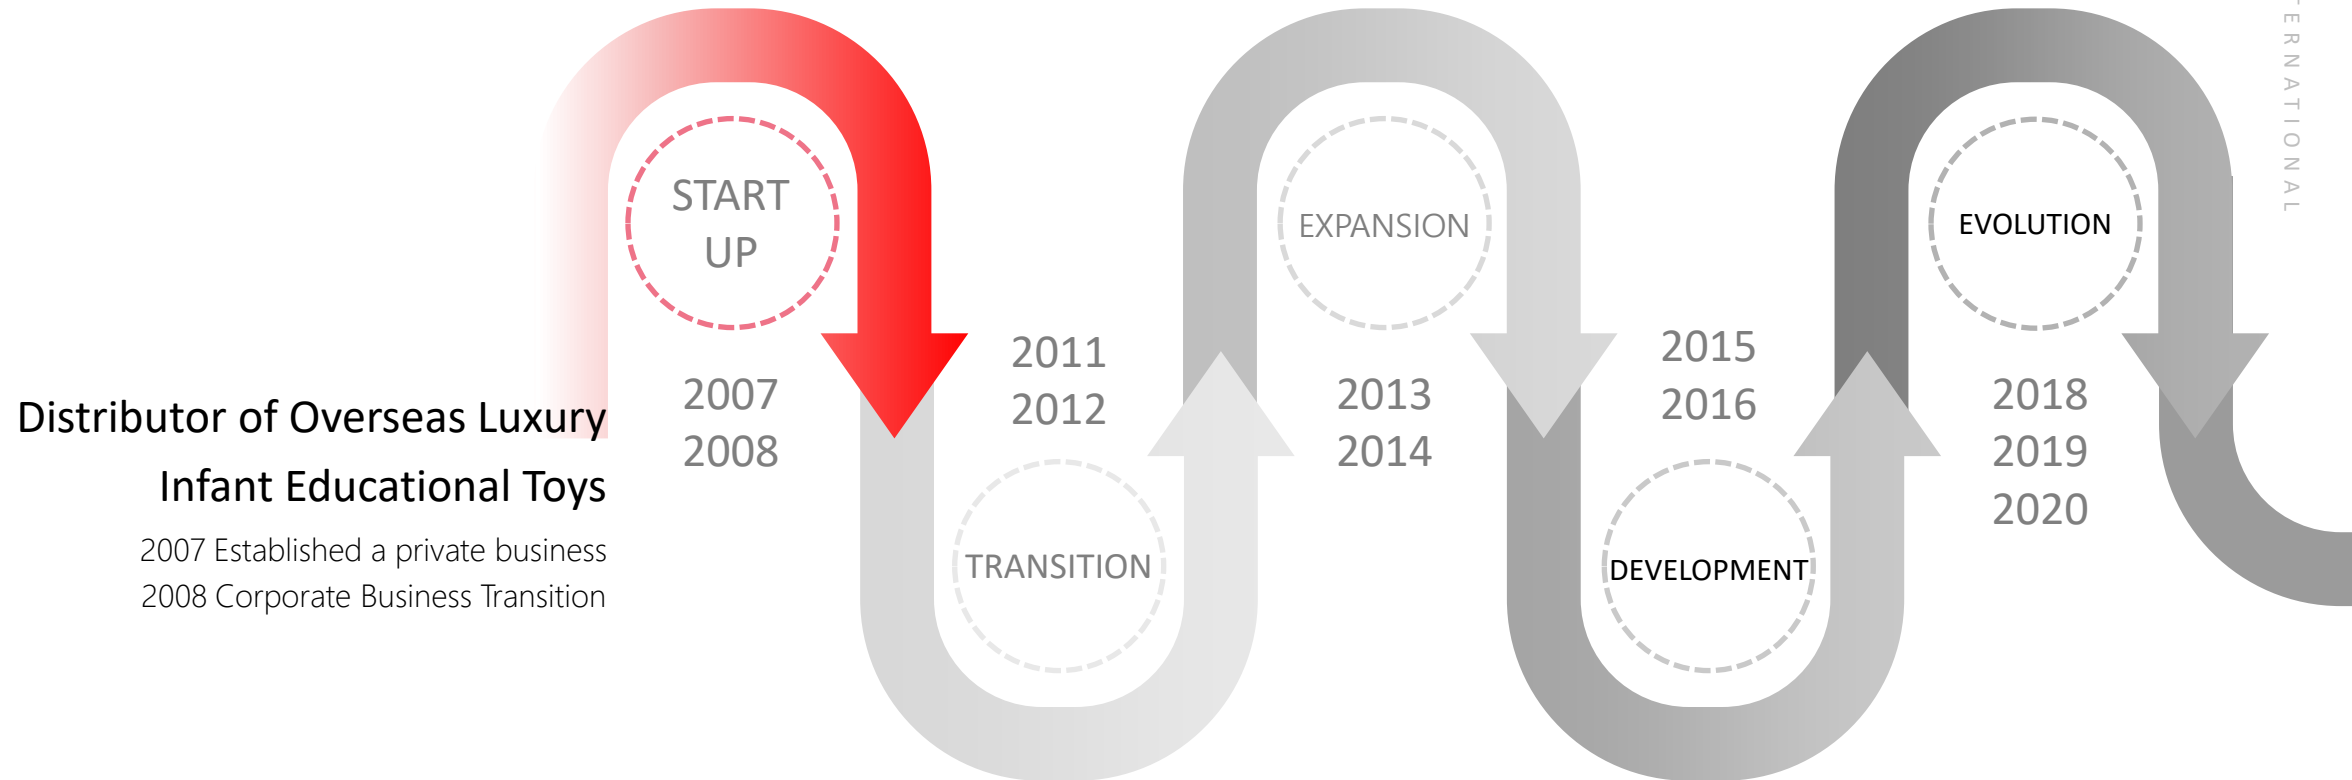 START
UP
2007
2008
Distributor of Overseas Luxury
Infant Educational Toys
2007 Established a private business
2008 Corporate Business Transition
2011
2012
TRANSITION
EXPANSION
2013
2014
2015
2016
DEVELOPMENT
EVOLUTION
2018
2019
2020
TERNATIONAL